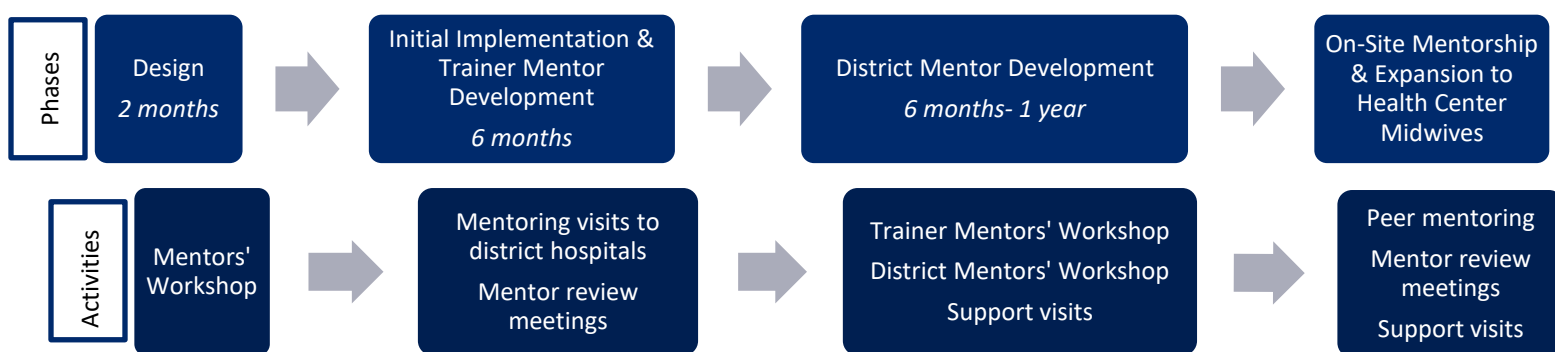 Phases
Design
2 months
Initial Implementation &
Trainer Mentor
Development
6 months
District Mentor Development
6 months- 1 year
On-Site Mentorship
& Expansion to
Health Center
Midwives
Activities
Mentors'
Workshop
Mentoring visits to
district hospitals
Mentor review
meetings
Trainer Mentors' Workshop
District Mentors' Workshop
Support visits
Peer mentoring
Mentor review
meetings
Support visits